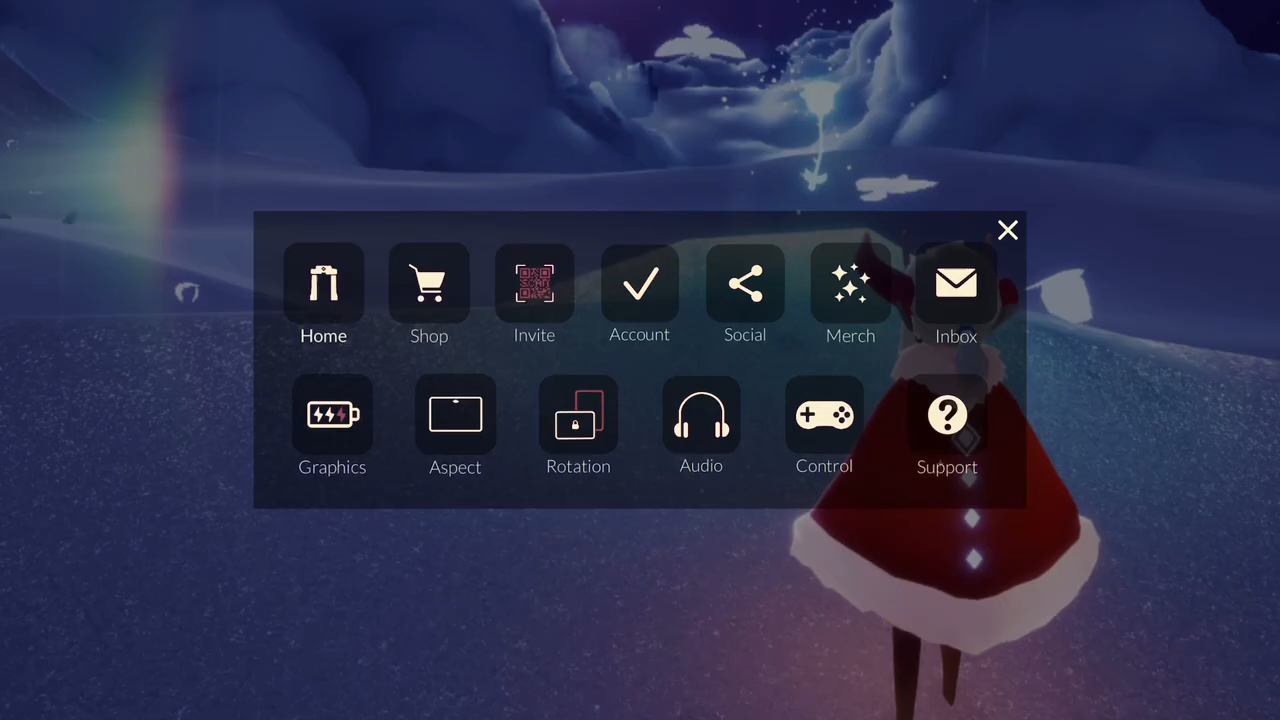 Home
Shop
Invite
Account
Social
Merch
Inbox
Graphics
Aspect
Rotation
Audio
Control
Support